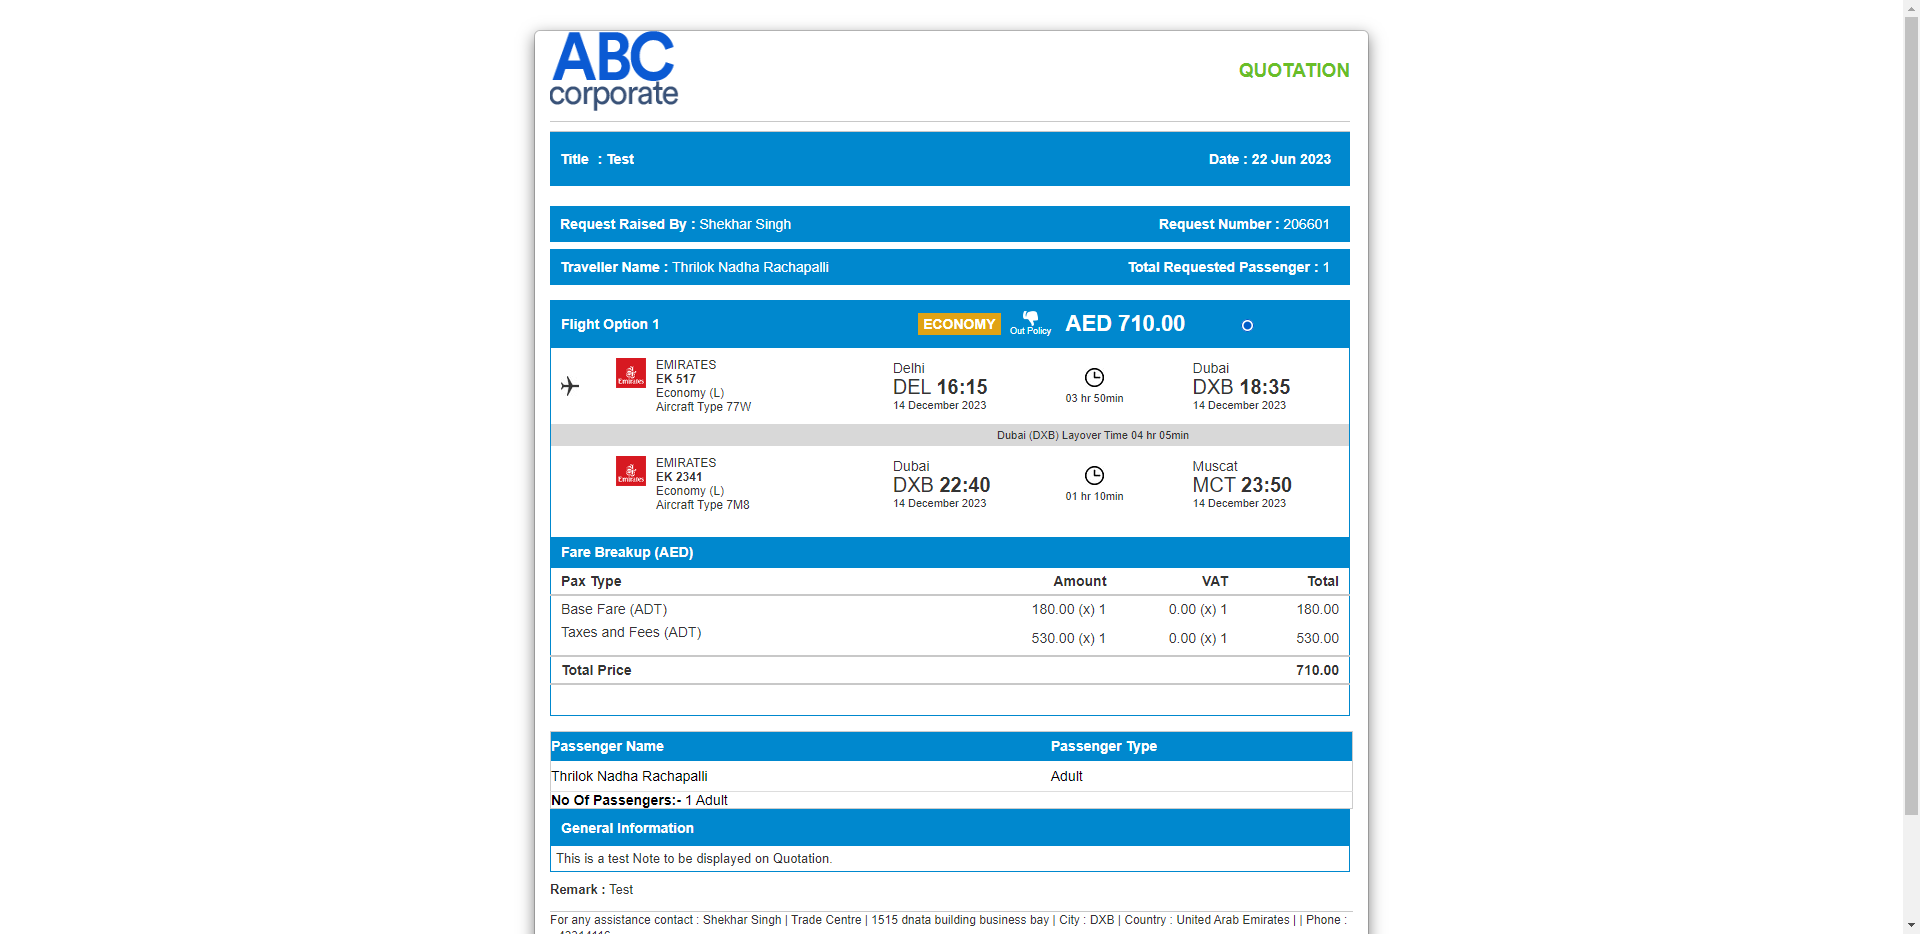 ABC
corporate
QUOTATION
Title : Test Date : 22 Jun 2023
Request Raised By : Shekhar Singh Request Number : 206601
Traveller Name : Thrilok Nadha Rachapalli Total Requested Passenger : 1
Flight Option 1 ECONOMY Out Policy AED 710.00
Emirates
EMIRATES
EK 517
Economy (L)
Aircraft Type 77W
Delhi
DEL 16:15
14 December 2023
03 hr 50min
Dubai
DXB 18:35
14 December 2023
Dubai (DXB) Layover Time 04 hr 05min
Emirates
EMIRATES
EK 2341
Economy (L)
Aircraft Type 7M8
Dubai
DXB 22:40
14 December 2023
01 hr 10min
Muscat
MCT 23:50
14 December 2023
Fare Breakup (AED)
Pax Type Amount VAT Total
Base Fare (ADT) 180.00 (x) 1 0.00 (x) 1 180.00
Taxes and Fees (ADT) 530.00 (x) 1 0.00 (x) 1 530.00
Total Price 710.00
Passenger Name Passenger Type
Thrilok Nadha Rachapalli Adult
No Of Passengers:- 1 Adult
General Information
This is a test Note to be displayed on Quotation.
Remark : Test
For any assistance contact : Shekhar Singh | Trade Centre | 1515 dnata building business bay | City : DXB | Country : United Arab Emirates | | Phone :